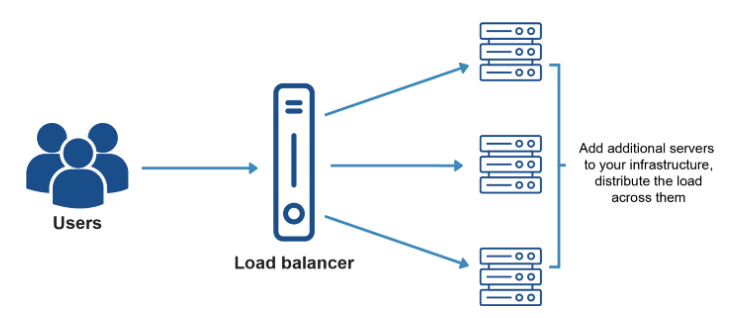 Users
Load balancer
Add additional servers
to your infrastructure,
distribute the load
across them